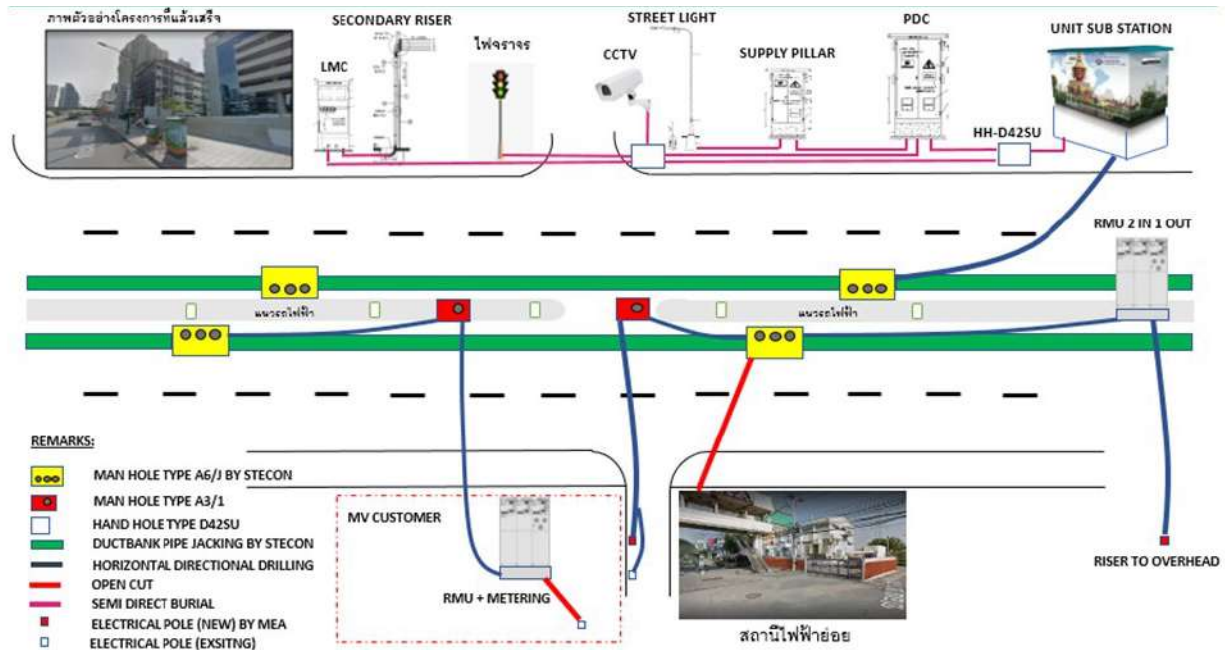 ภาพตัวอย่างโครงการที่แล้วเสร็จ
SECONDARY RISER
LMC
ไฟจราจร
STREET LIGHT
CCTV
SUPPLY PILLAR
PDC
UNIT SUB STATION
HH-D42SU
RMU 2 IN 1 OUT
แนวรถไฟฟ้า
แนวรถไฟฟ้า
REMARKS:
MAN HOLE TYPE A6/J BY STECON
MAN HOLE TYPE A3/1
HAND HOLE TYPE D42SU
DUCTBANK PIPE JACKING BY STECON
HORIZONTAL DIRECTIONAL DRILLING
OPEN CUT
SEMI DIRECT BURIAL
ELECTRICAL POLE (NEW) BY MEA
ELECTRICAL POLE (EXSITNG)
MV CUSTOMER
RMU + METERING
สถานีไฟฟ้าย่อย
RISER TO OVERHEAD